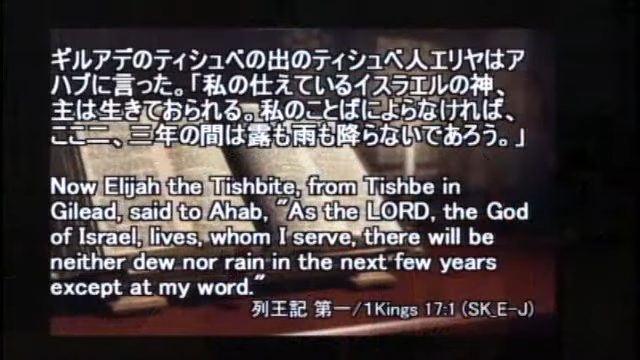 ギルアデのティシュベの出のティシュベ人エリヤはア
ハブに言った。「私の仕えているイスラエルの神、
主は生きておられる。私のことばによらなければ、
ここ二、三年の間は露も雨も降らないであろう。」
Now Elijah the Tishbite, from Tishbe in
Gilead, said to Ahab, "As the LORD, the God
of Israel, lives, whom I serve, there will be
neither dew nor rain in the next few years
except at my word."
列王記 第一/1Kings 17:1 (SK_E-J)